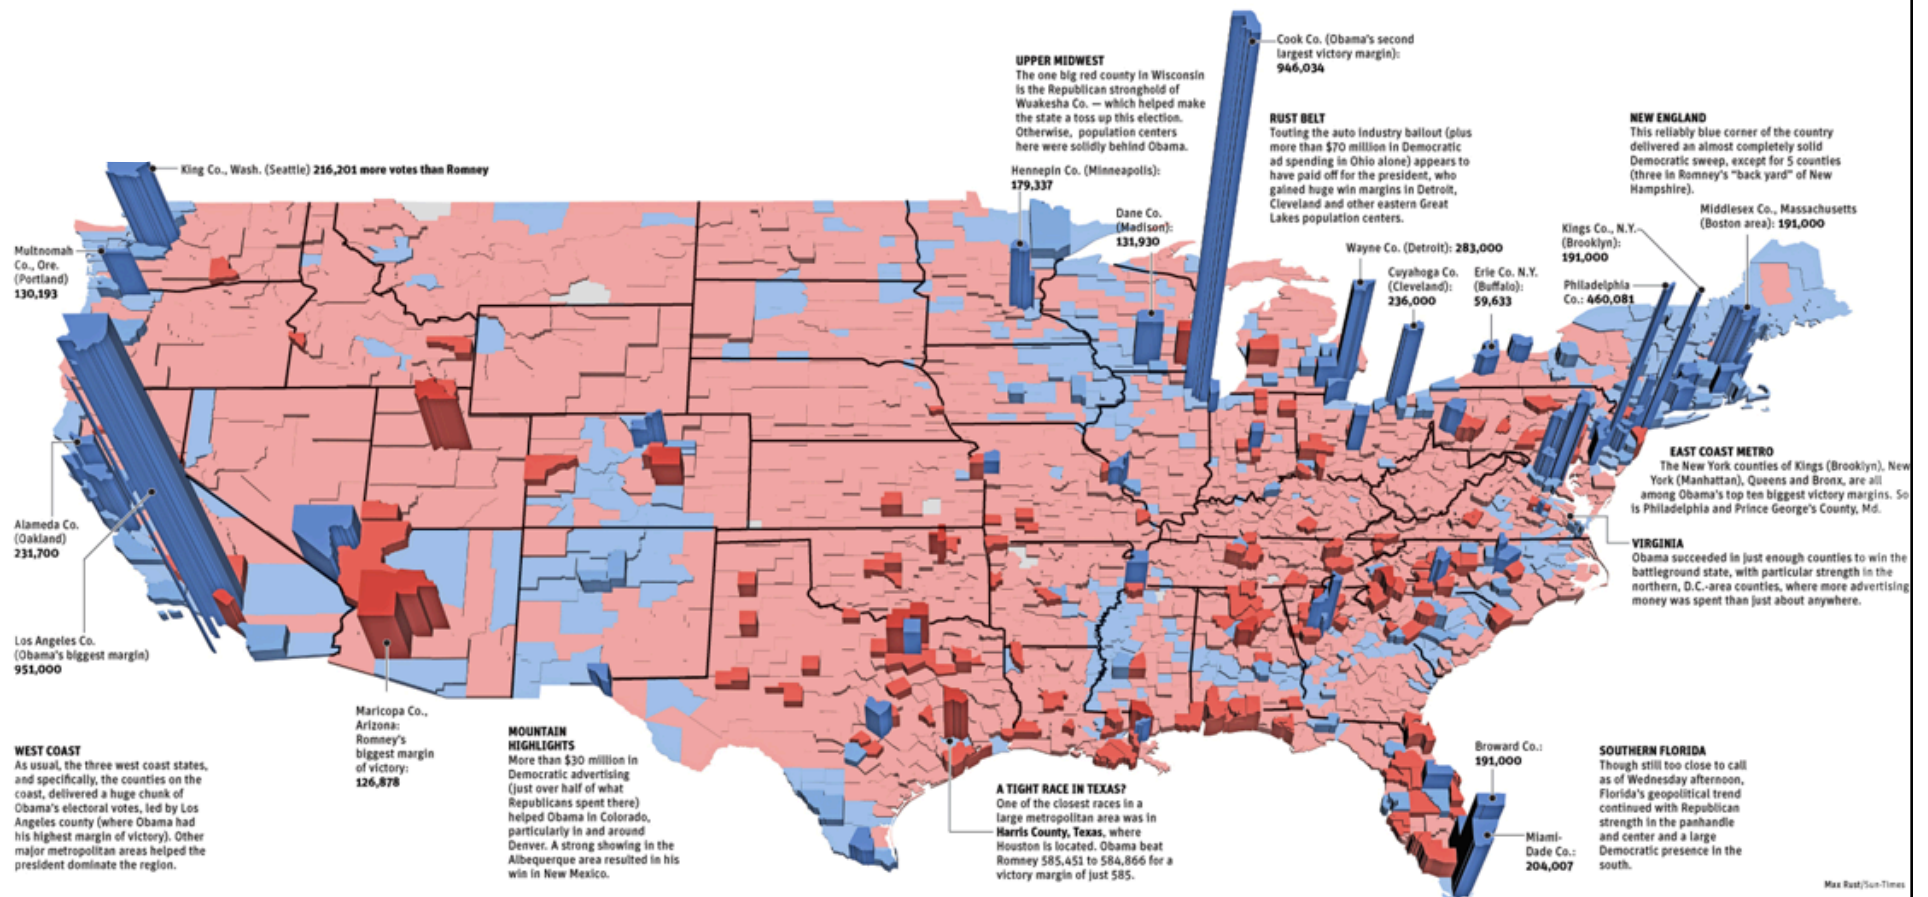 Cook Co. (Obama's second
largest victory margin):
946,034
UPPER MIDWEST
The one big red county in Wisconsin
is the Republican stronghold of
Wuakesha Co. — which helped make
the state a toss up this election.
Otherwise, population centers
here were solidly behind Obama.
Hennepin Co. (Minneapolis):
179,337
RUST BELT
Touting the auto industry bailout (plus
more than $70 million in Democratic
ad spending in Ohio alone) appears to
have paid off for the president, who
gained huge win margins in Detroit,
Cleveland and other eastern Great
Lakes population centers.
NEW ENGLAND
This reliably blue corner of the country
delivered an almost completely solid
Democratic sweep, except for 5 counties
(three in Romney's "back yard" of New
Hampshire).
King Co., Wash. (Seattle) 216,201 more votes than Romney
Dane Co.
(Madison):
131,930
Middlesex Co., Massachusetts
(Boston area): 191,000
Kings Co., N.Y.
(Brooklyn):
191,000
Wayne Co. (Detroit): 283,000
Multnomah
Co., Ore.
(Portland)
130,193
Cuyahoga Co.
(Cleveland):
236,000
Erie Co. N.Y.
(Buffalo):
59,633
Philadelphia
Co.: 460,081
EAST COAST METRO
The New York counties of Kings (Brooklyn), New
York (Manhattan), Queens and Bronx, are all
among Obama's top ten biggest victory margins. So
is Philadelphia and Prince George's County, Md.
Alameda Co.
(Oakland)
231,700
VIRGINIA
Obama succeeded in just enough counties to win the
battleground state, with particular strength in the
northern, D.C.-area counties, where more advertising
money was spent than just about anywhere.
Los Angeles Co.
(Obama's biggest margin)
951,000
Maricopa Co.,
Arizona:
Romney's
biggest margin
of victory:
126,878
WEST COAST
As usual, the three west coast states,
and specifically, the counties on the
coast, delivered a huge chunk of
Obama's electoral votes, led by Los
Angeles county (where Obama had
his highest margin of victory). Other
major metropolitan areas helped the
president dominate the region.
MOUNTAIN
HIGHLIGHTS
More than $30 million in
Democratic advertising
(just over half of what
Republicans spent there)
helped Obama in Colorado,
particularly in and around
Denver. A strong showing in the
Albequerque area resulted in his
win in New Mexico.
A TIGHT RACE IN TEXAS?
One of the closest races in a
large metropolitan area was in
Harris County, Texas, where
Houston is located. Obama beat
Romney 585,451 to 584,866 for a
victory margin of just 585.
Broward Co.:
191,000
Miami-
Dade Co.:
204,007
SOUTHERN FLORIDA
Though still too close to call
as of Wednesday afternoon,
Florida's geopolitical trend
continued with Republican
strength in the panhandle
and center and a large
Democratic presence in the
south.
Max Rust/Sun-Times